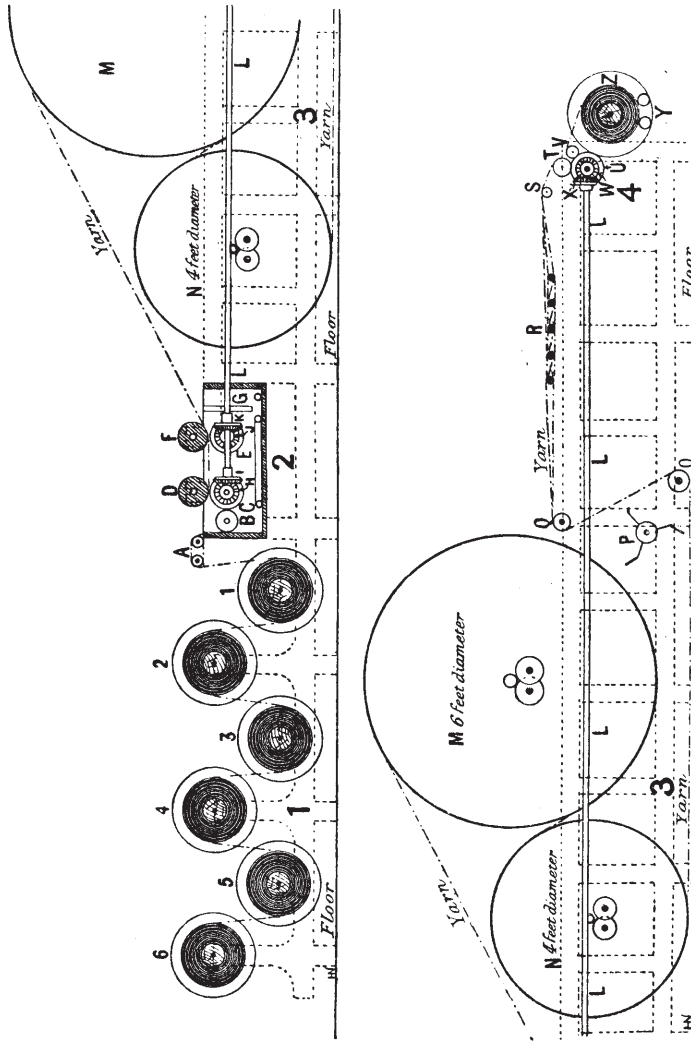 6
5
4
3
2
1
1
A
B
C
D
E
F
G
H
I
J
K
2
L
Yarn
N 4 feet diameter
Floor
Floor
3
Yarn
L
M
Yarn
N 4 feet diameter
L
M 6 feet diameter
L
3
Yarn
P
O
Q
Yarn
L
R
S
T
V
X
W
U
4
L
Z
Y
Floor